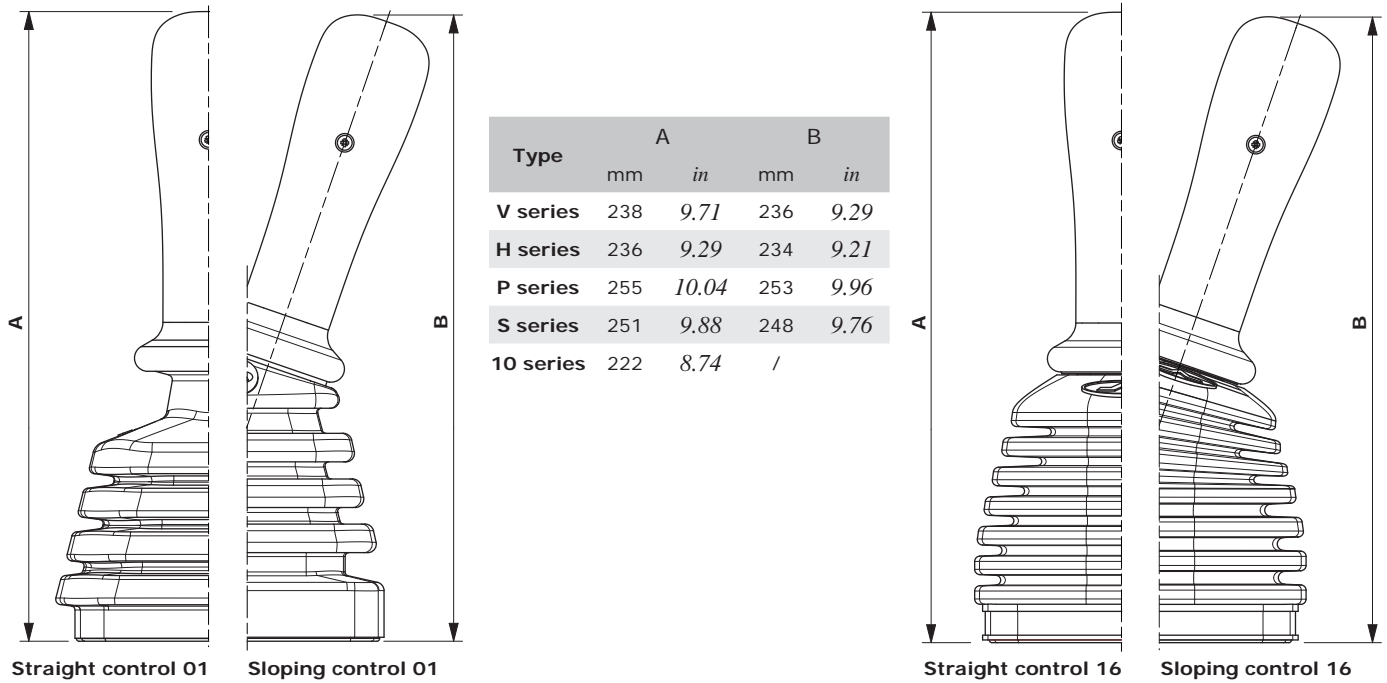 A
B
Type A B
mm in mm in
V series 238 9.71 236 9.29
H series 236 9.29 234 9.21
P series 255 10.04 253 9.96
S series 251 9.88 248 9.76
10 series 222 8.74 /
A
B
Straight control 01 Sloping control 01
Straight control 16 Sloping control 16